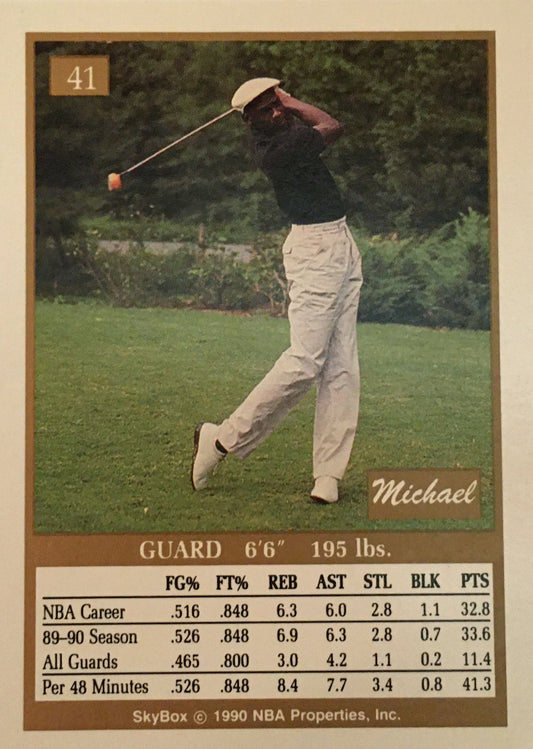 41
Michael
GUARD 6'6" 195 lbs.
FG% FT% REB AST STL BLK PTS
NBA Career .516 .848 6.3 6.0 2.8 1.1 32.8
89–90 Season .526 .848 6.9 6.3 2.8 0.7 33.6
All Guards .465 .800 3.0 4.2 1.1 0.2 11.4
Per 48 Minutes .526 .848 8.4 7.7 3.4 0.8 41.3
SkyBox © 1990 NBA Properties, Inc.